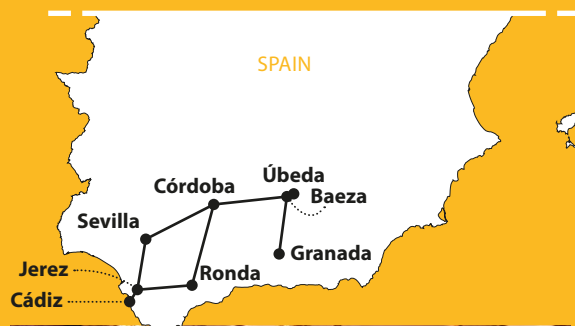 SPAIN
Úbeda
Córdoba
Baeza
Sevilla
Granada
Jerez
Ronda
Cádiz